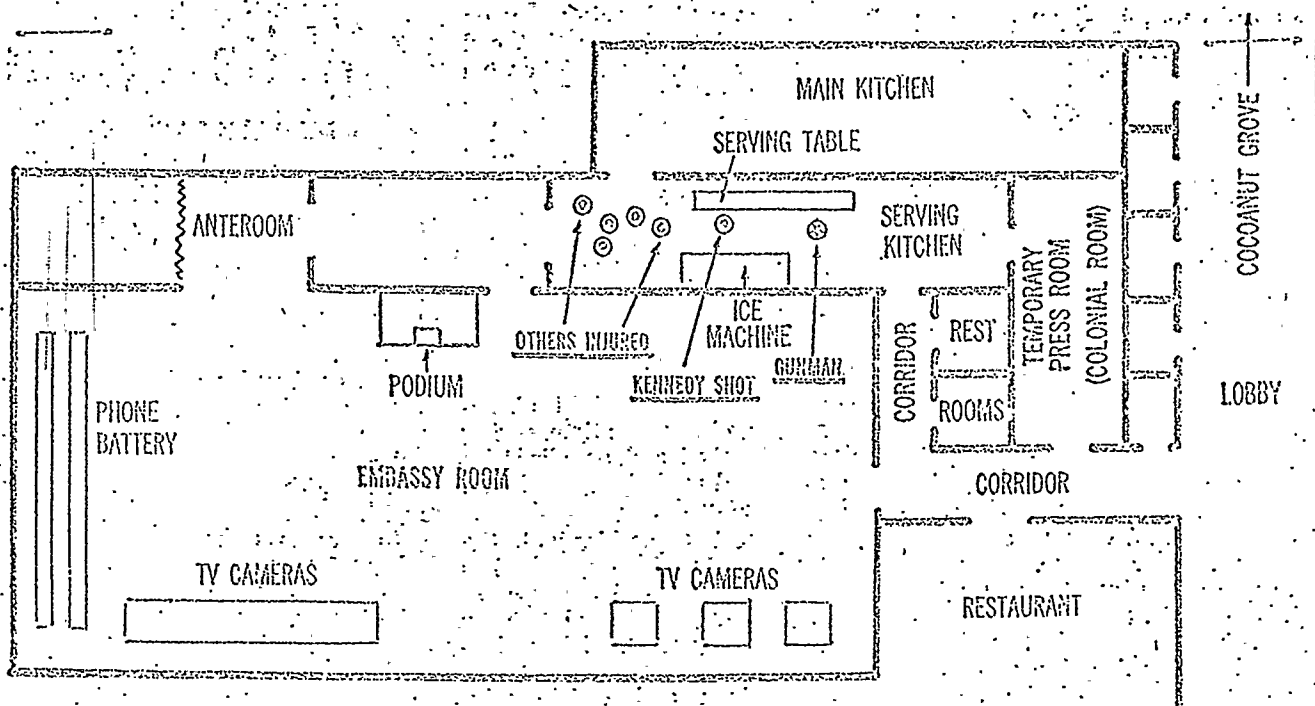 MAIN KITCHEN
SERVING TABLE
COCOANUT GROVE
ANTEROOM
SERVING
KITCHEN
TEMPORARY
PRESS ROOM
(COLONIAL ROOM)
OTHERS INJURED
ICE
MACHINE
GUNMAN
REST
ROOMS
CORRIDOR
PODIUM
KENNEDY SHOT
LOBBY
PHONE
BATTERY
EMBASSY ROOM
CORRIDOR
TV CAMERAS
TV CAMERAS
RESTAURANT